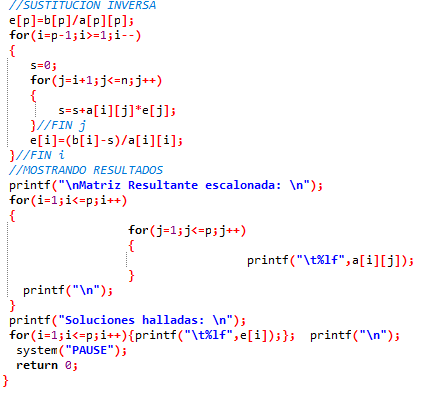 //SUSTITUCION INVERSA
e[p]=b[p]/a[p][p];
for(i=p-1;i>=1;i--)
{
s=0;
for(j=i+1;j<=n;j++)
{
s=s+a[i][j]*e[j];
}//FIN j
e[i]=(b[i]-s)/a[i][i];
}//FIN i
//MOSTRANDO RESULTADOS
printf("\nMatriz Resultante escalonada: \n");
for(i=1;i<=p;i++)
{
for(j=1;j<=p;j++)
{
printf("\t%lf",a[i][j]);
}
printf("\n");
}
printf("Soluciones halladas: \n");
for(i=1;i<=p;i++){printf("\t%lf",e[i]);}; printf("\n");
system("PAUSE");
return 0;
}